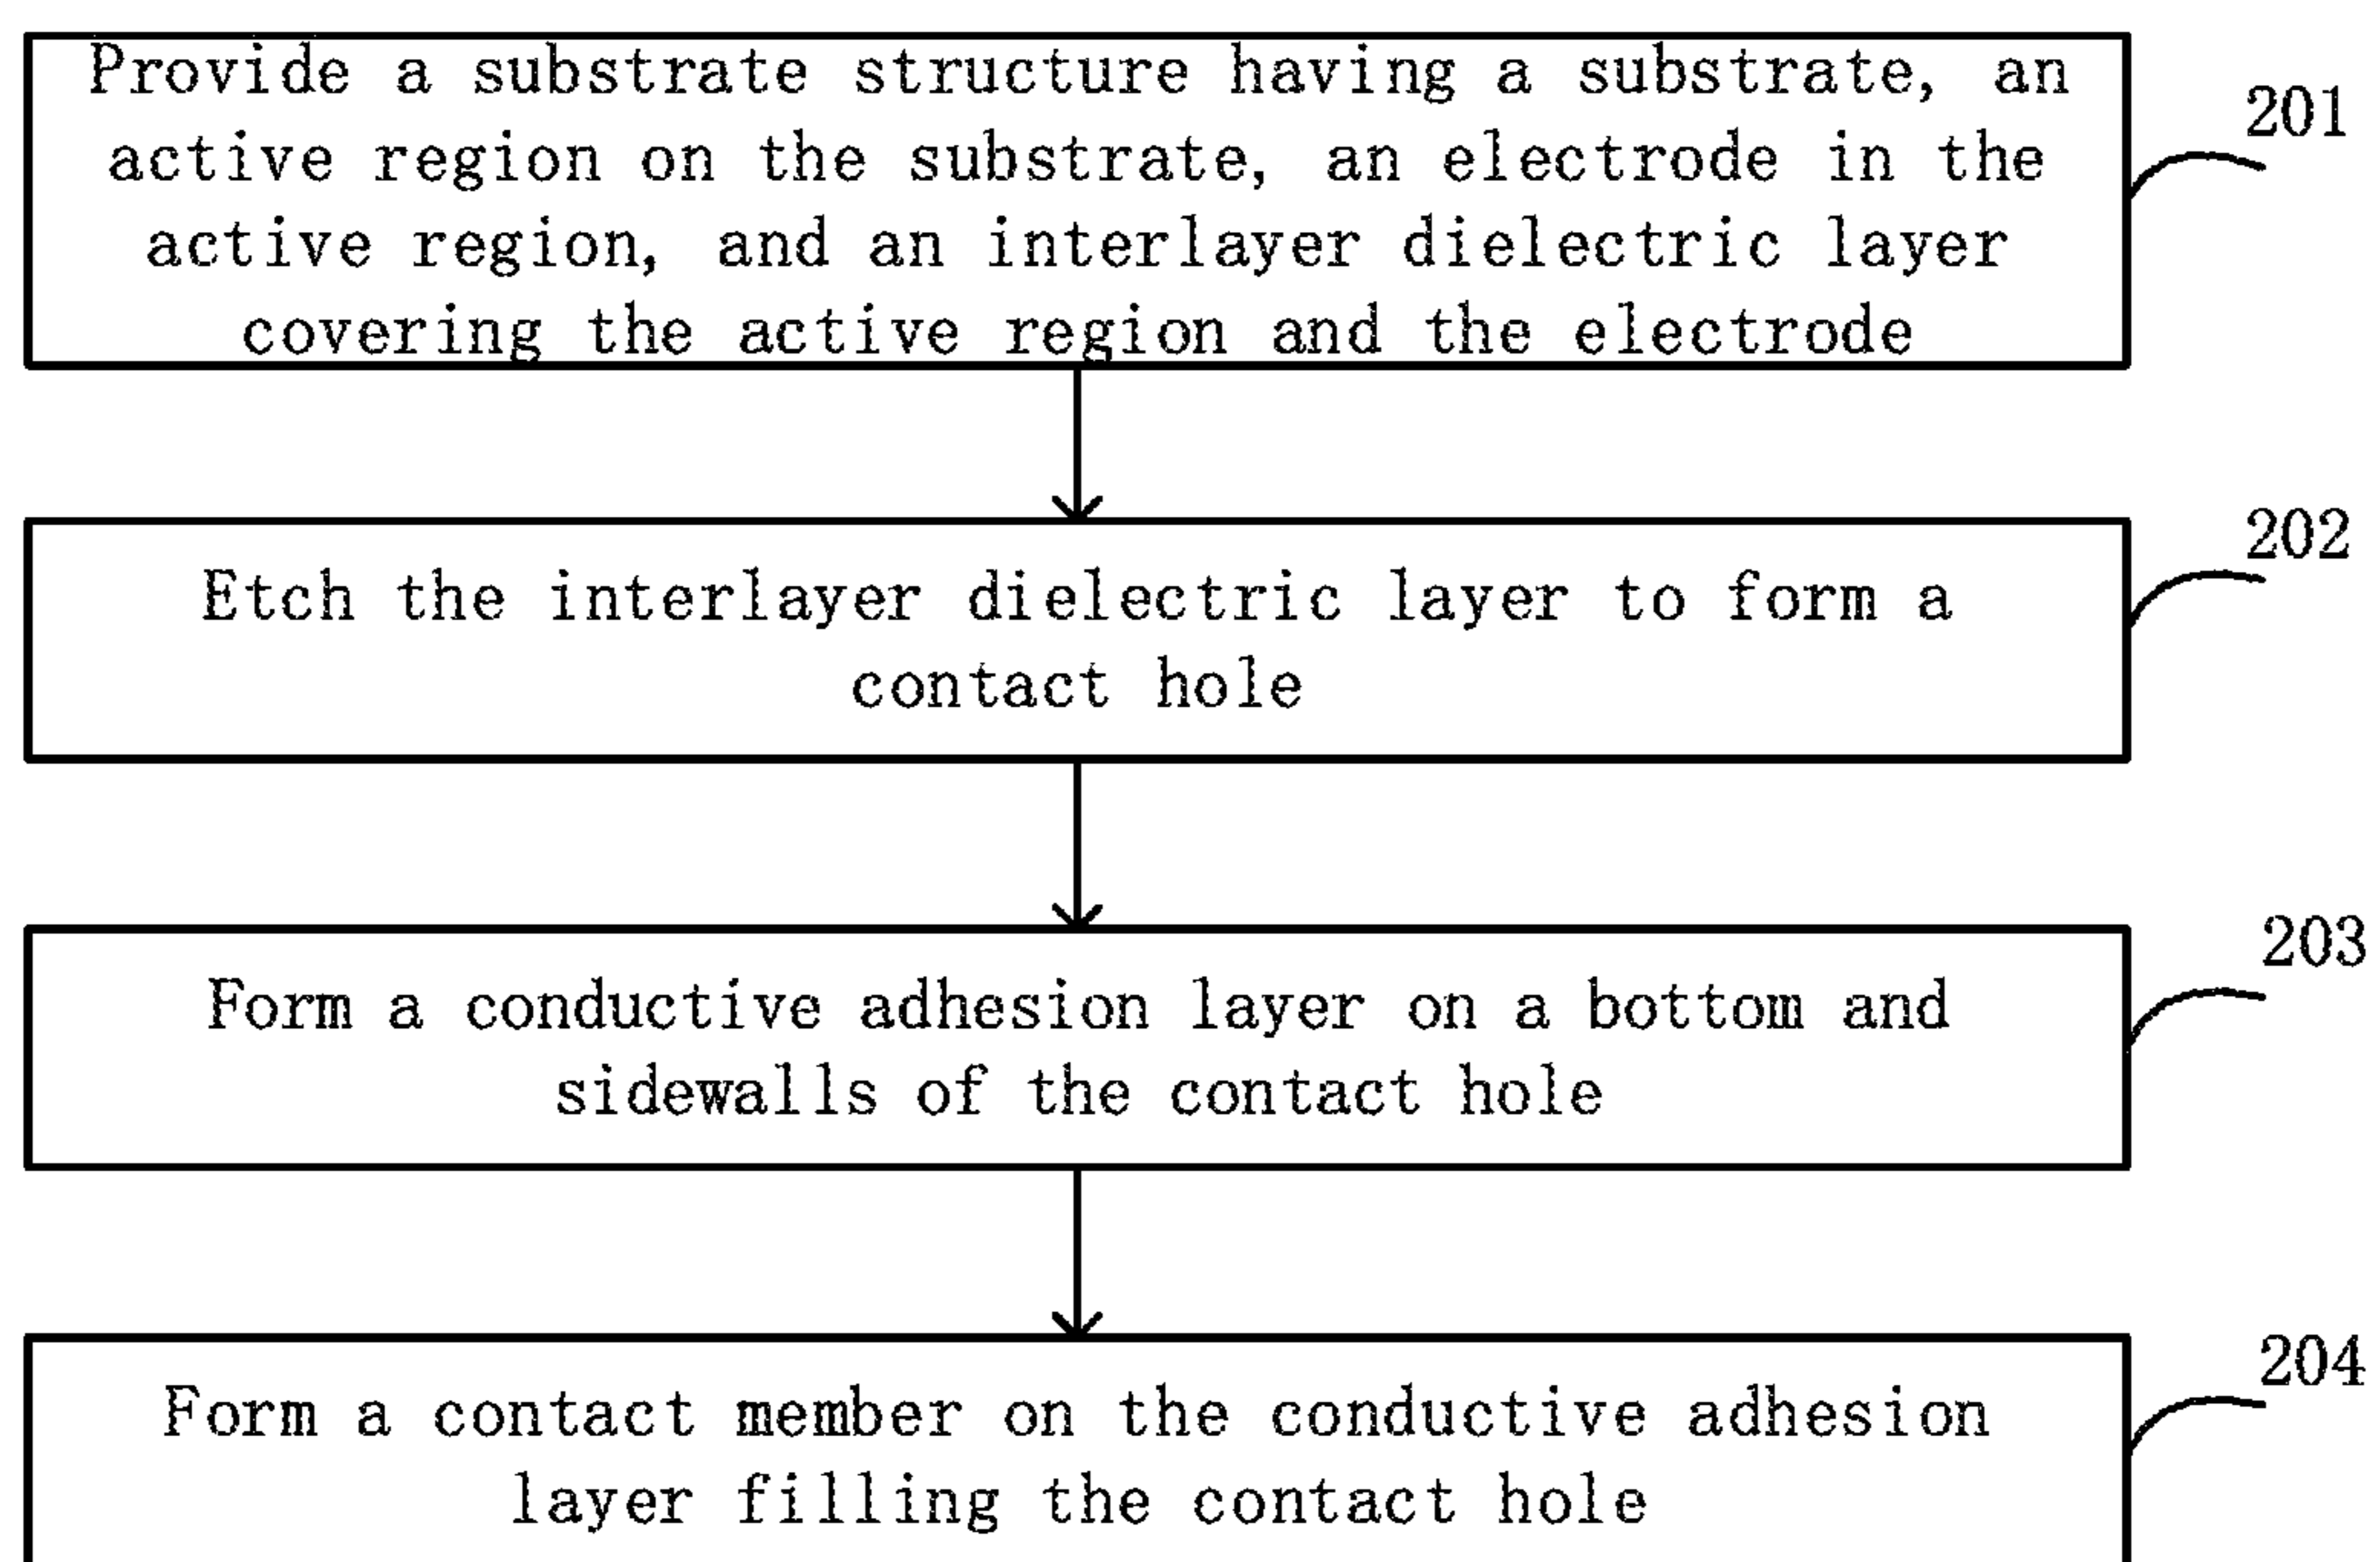 Provide a substrate structure having a substrate, an
active region on the substrate, an electrode in the
active region, and an interlayer dielectric layer
covering the active region and the electrode
201
Etch the interlayer dielectric layer to form a
contact hole
202
Form a conductive adhesion layer on a bottom and
sidewalls of the contact hole
203
Form a contact member on the conductive adhesion
layer filling the contact hole
204